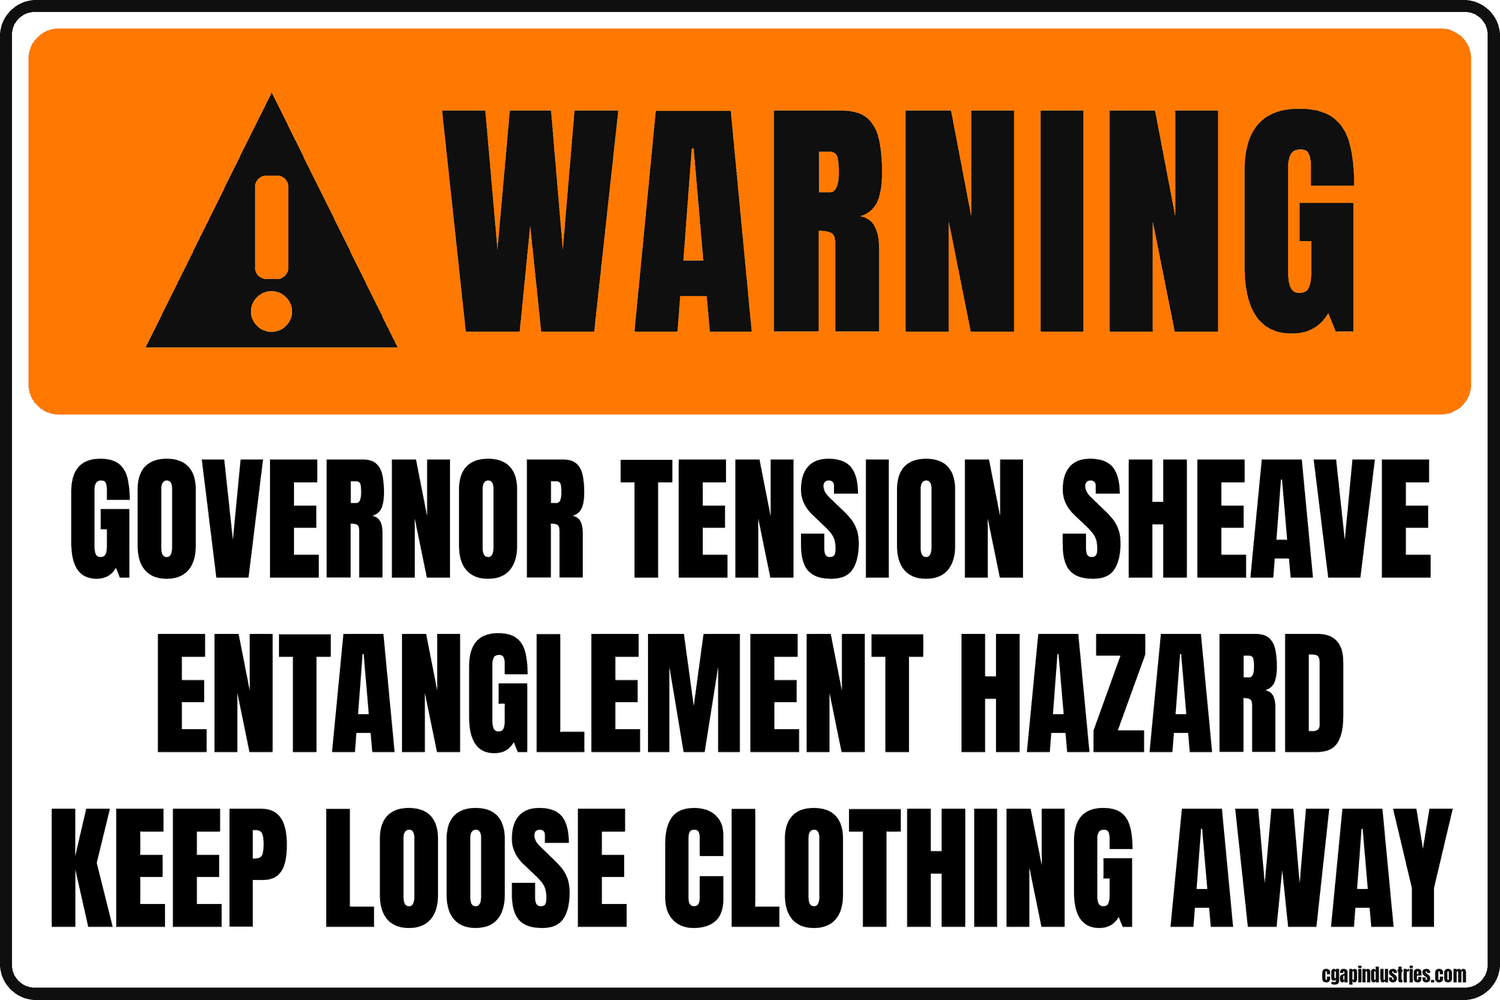 WARNING
GOVERNOR TENSION SHEAVE
ENTANGLEMENT HAZARD
KEEP LOOSE CLOTHING AWAY
cgapindustries.com